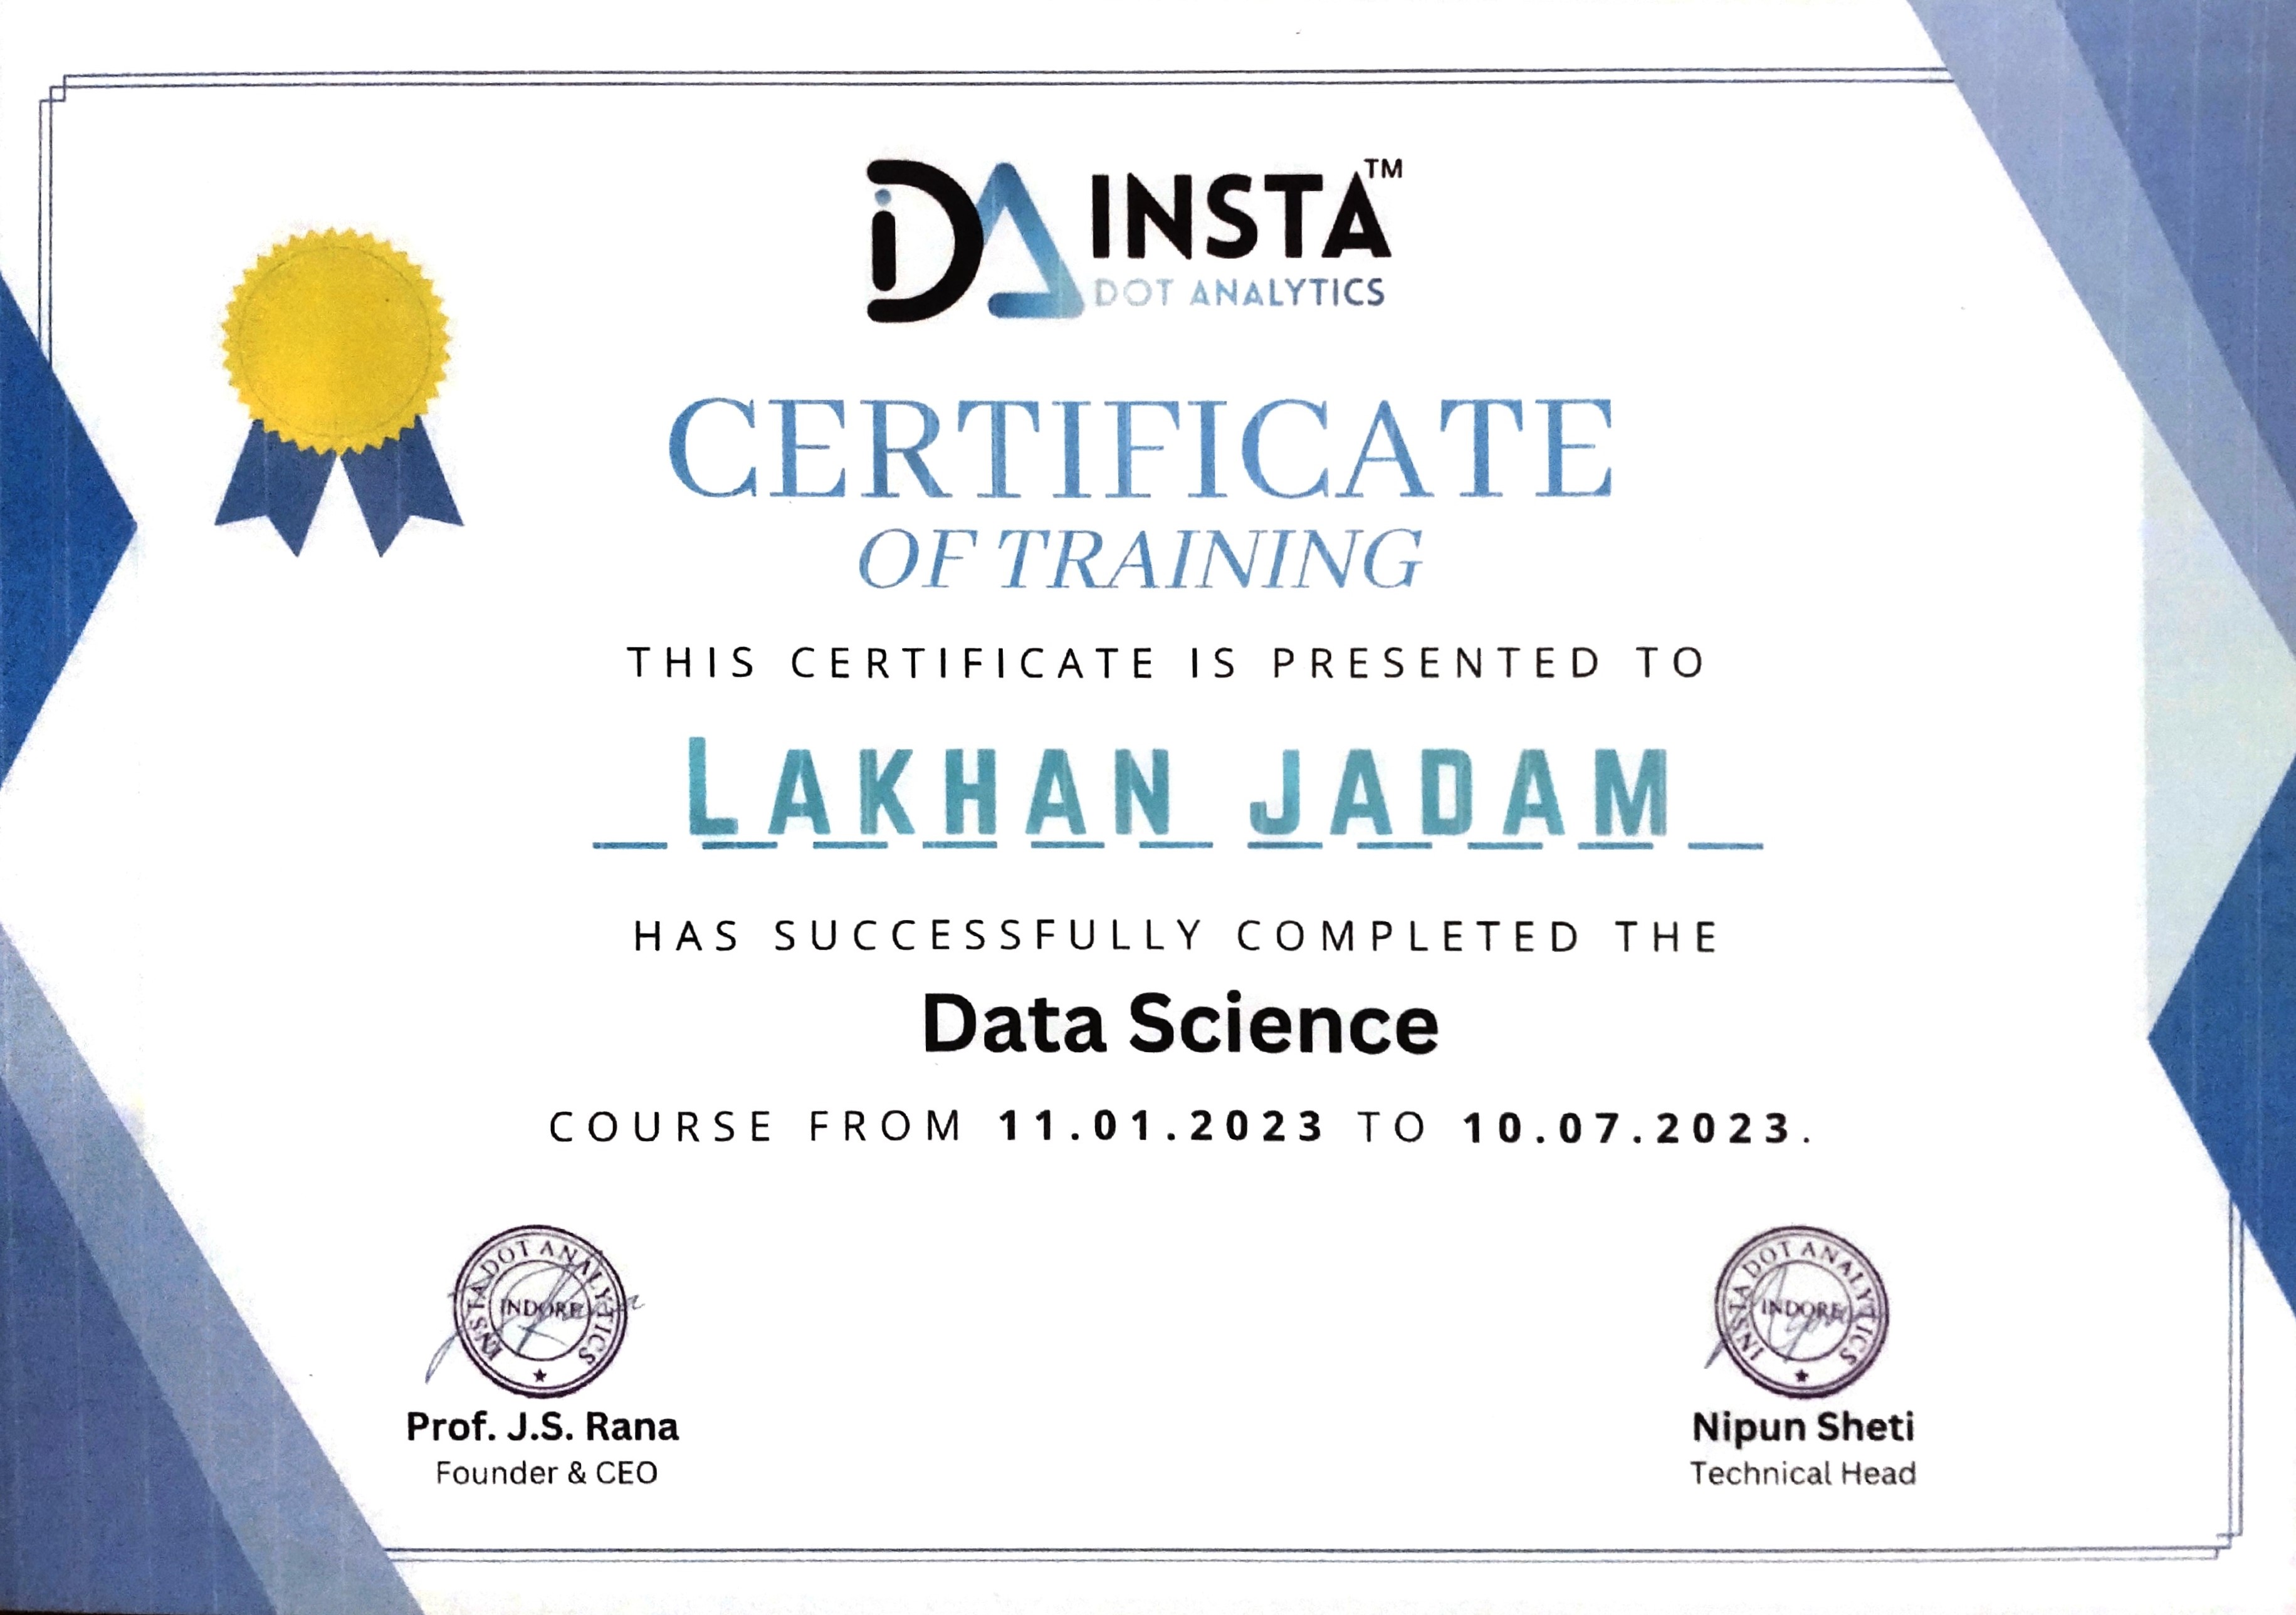 iDA INSTA™
DOT ANALYTICS
CERTIFICATE
OF TRAINING
THIS CERTIFICATE IS PRESENTED TO
LAKHAN JADAM
HAS SUCCESSFULLY COMPLETED THE
Data Science
COURSE FROM 11.01.2023 TO 10.07.2023.
INSTA DOT ANALYTICS
INDORE
INSTA DOT ANALYTICS
INDORE
Prof. J.S. Rana
Founder & CEO
Nipun Sheti
Technical Head